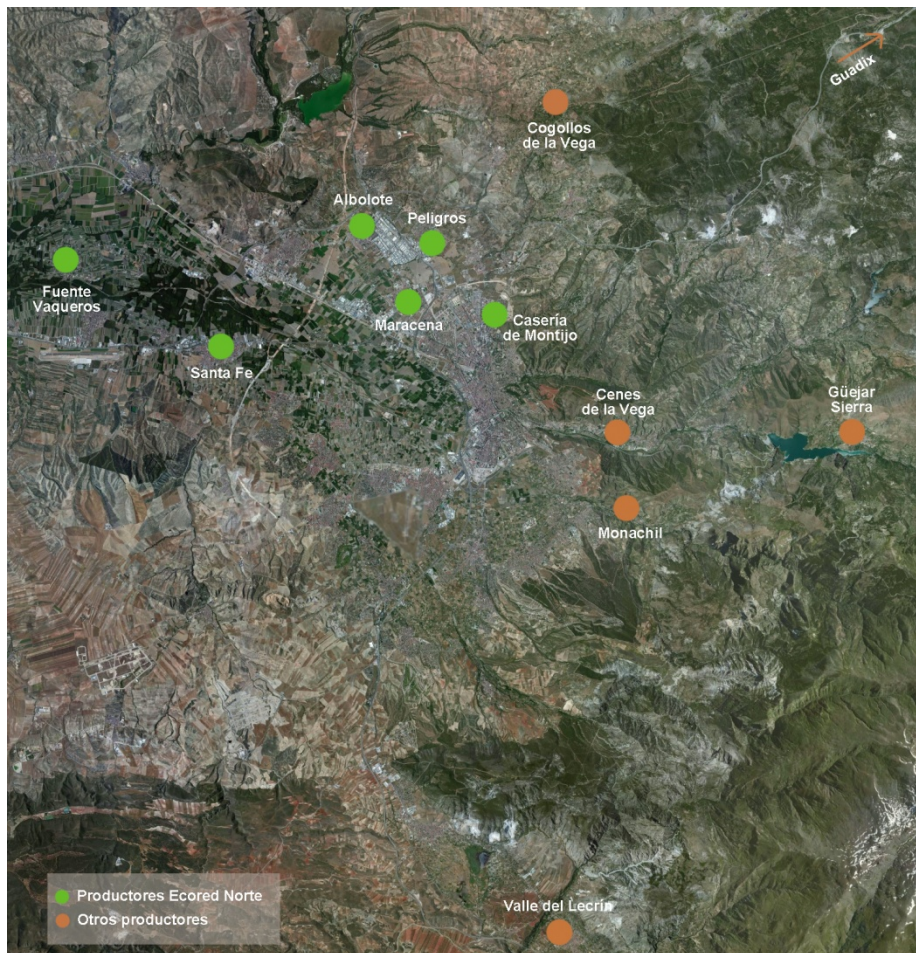 Guadix
Cogollos
de la Vega
Albolote
Peligros
Fuente
Vaqueros
Maracena
Casería
de Montijo
Santa Fe
Cenes
de la Vega
Güejar
Sierra
Monachil
Valle del Lecrín
Productores Ecored Norte
Otros productores